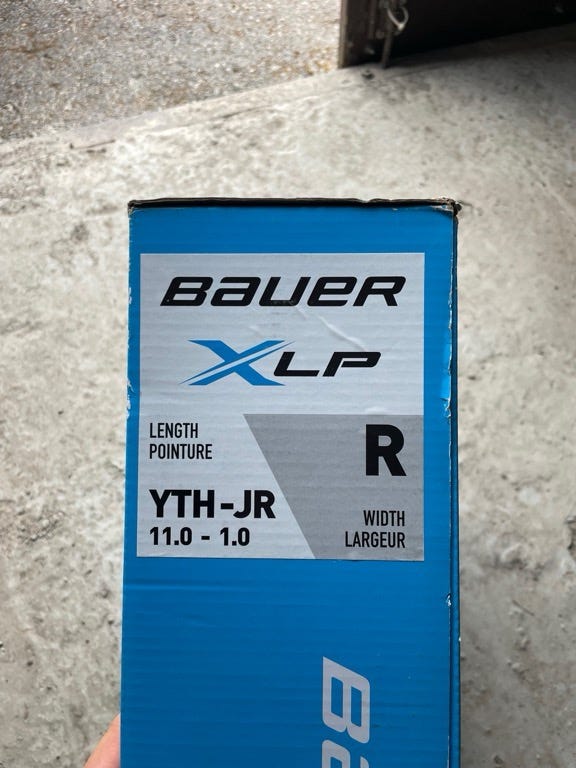 BAUER
XLP
LENGTH
POINTURE
YTH-JR
11.0 - 1.0
R
WIDTH
LARGEUR